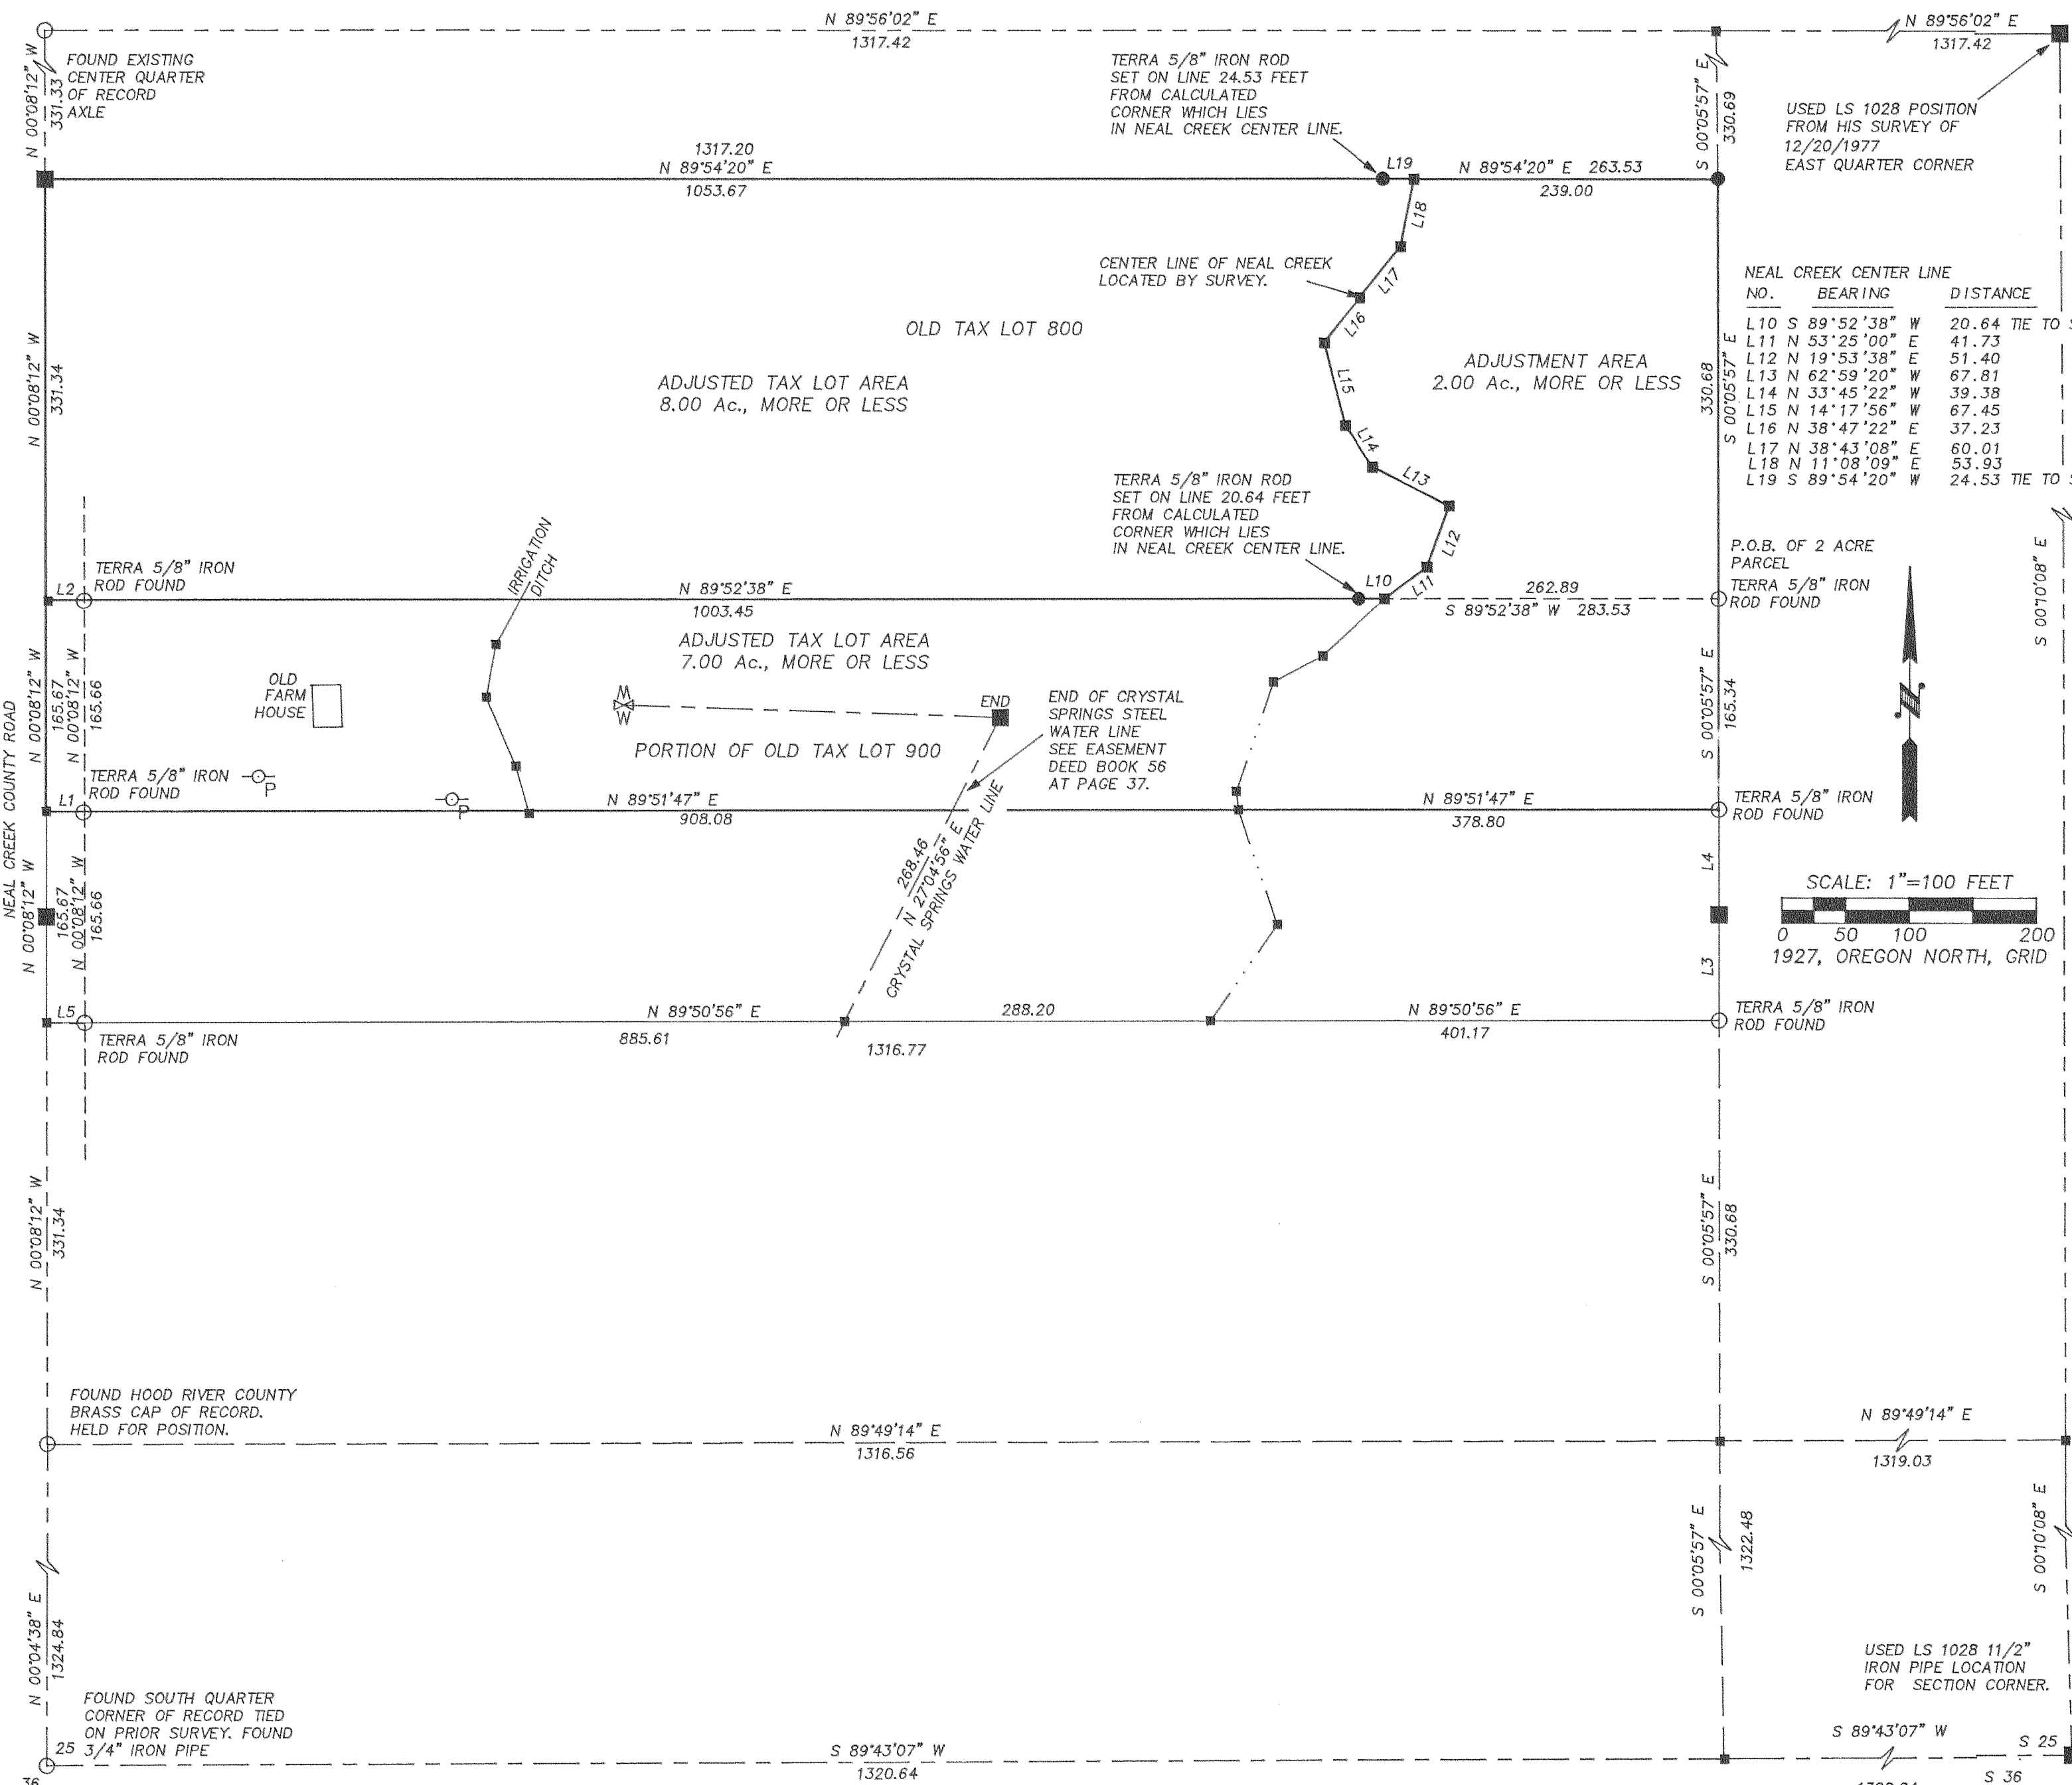 N 89°56'02" E
1317.42
N 89°56'02" E
1317.42
N 00°08'12" W
331.33
FOUND EXISTING
CENTER QUARTER
OF RECORD
AXLE
TERRA 5/8" IRON ROD
SET ON LINE 24.53 FEET
FROM CALCULATED
CORNER WHICH LIES
IN NEAL CREEK CENTER LINE.
S 00°05'57" E
330.69
USED LS 1028 POSITION
FROM HIS SURVEY OF
12/20/1977
EAST QUARTER CORNER
1317.20
N 89°54'20" E
1053.67
L19
N 89°54'20" E 263.53
239.00
L18
CENTER LINE OF NEAL CREEK
LOCATED BY SURVEY.
L17
L16
OLD TAX LOT 800
ADJUSTED TAX LOT AREA
8.00 Ac., MORE OR LESS
ADJUSTMENT AREA
2.00 Ac., MORE OR LESS
N 00°08'12" W
331.34
L15
L14
L13
L12
L11
330.68
S 00°05'57" E
NEAL CREEK CENTER LINE
NO. BEARING DISTANCE
L10 S 89°52'38" W 20.64 TIE TO
L11 N 53°25'00" E 41.73
L12 N 19°53'38" E 51.40
L13 N 62°59'20" W 67.81
L14 N 33°45'22" W 39.38
L15 N 14°17'56" W 67.45
L16 N 38°47'22" E 37.23
L17 N 38°43'08" E 60.01
L18 N 11°08'09" E 53.93
L19 S 89°54'20" W 24.53 TIE TO
TERRA 5/8" IRON ROD
SET ON LINE 20.64 FEET
FROM CALCULATED
CORNER WHICH LIES
IN NEAL CREEK CENTER LINE.
IRRIGATION
DITCH
P.O.B. OF 2 ACRE
PARCEL
TERRA 5/8" IRON
ROD FOUND
S 00°10'08" E
TERRA 5/8" IRON
ROD FOUND
L2
N 89°52'38" E
1003.45
L10
262.89
S 89°52'38" W 283.53
ADJUSTED TAX LOT AREA
7.00 Ac., MORE OR LESS
NEAL CREEK COUNTY ROAD
N 00°08'12" W
165.67
N 00°08'12" W
165.66
OLD
FARM
HOUSE
M
W
END
END OF CRYSTAL
SPRINGS STEEL
WATER LINE
SEE EASEMENT
DEED BOOK 56
AT PAGE 37.
PORTION OF OLD TAX LOT 900
S 00°05'57" E
165.34
N
TERRA 5/8" IRON
ROD FOUND
P
P
L1
N 89°51'47" E
908.08
N 89°51'47" E
378.80
TERRA 5/8" IRON
ROD FOUND
N 00°08'12" W
165.67
N 00°08'12" W
165.66
268.46
N 27°04'56" E
CRYSTAL SPRINGS WATER LINE
L4
L3
SCALE: 1"=100 FEET
0 50 100 200
1927, OREGON NORTH, GRID
L5
N 89°50'56" E
885.61
288.20
1316.77
N 89°50'56" E
401.17
TERRA 5/8" IRON
ROD FOUND
TERRA 5/8" IRON
ROD FOUND
N 00°08'12" W
331.34
S 00°05'57" E
330.68
FOUND HOOD RIVER COUNTY
BRASS CAP OF RECORD.
HELD FOR POSITION.
N 89°49'14" E
1316.56
N 89°49'14" E
1319.03
N 00°04'38" E
1324.84
S 00°05'57" E
1322.48
S 00°10'08" E
FOUND SOUTH QUARTER
CORNER OF RECORD TIED
ON PRIOR SURVEY. FOUND
3/4" IRON PIPE
25
36
S 89°43'07" W
1320.64
USED LS 1028 11/2"
IRON PIPE LOCATION
FOR SECTION CORNER.
S 89°43'07" W
S 25
S 36